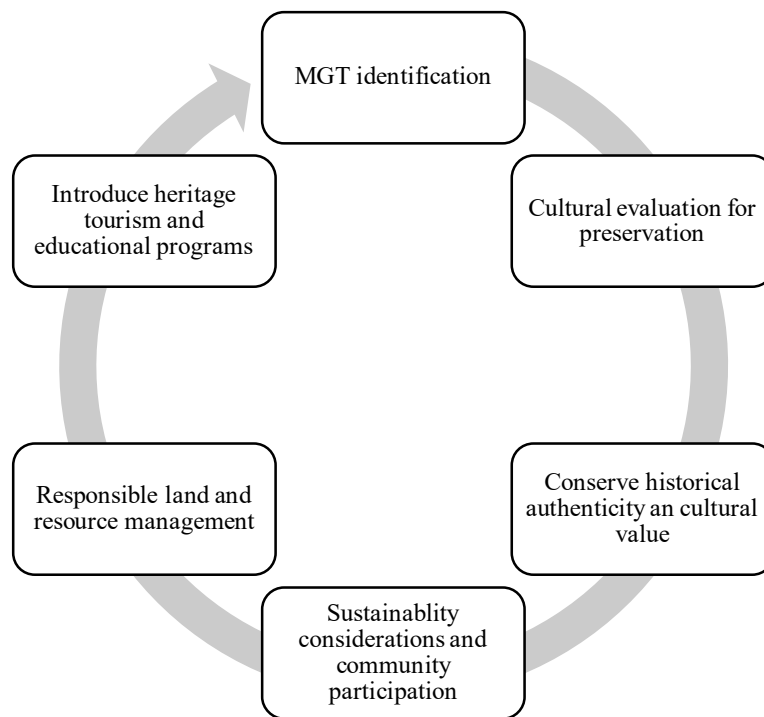 MGT identification
Cultural evaluation for
preservation
Conserve historical
authenticity an cultural
value
Sustainablity
considerations and
community
participation
Responsible land and
resource management
Introduce heritage
tourism and
educational programs